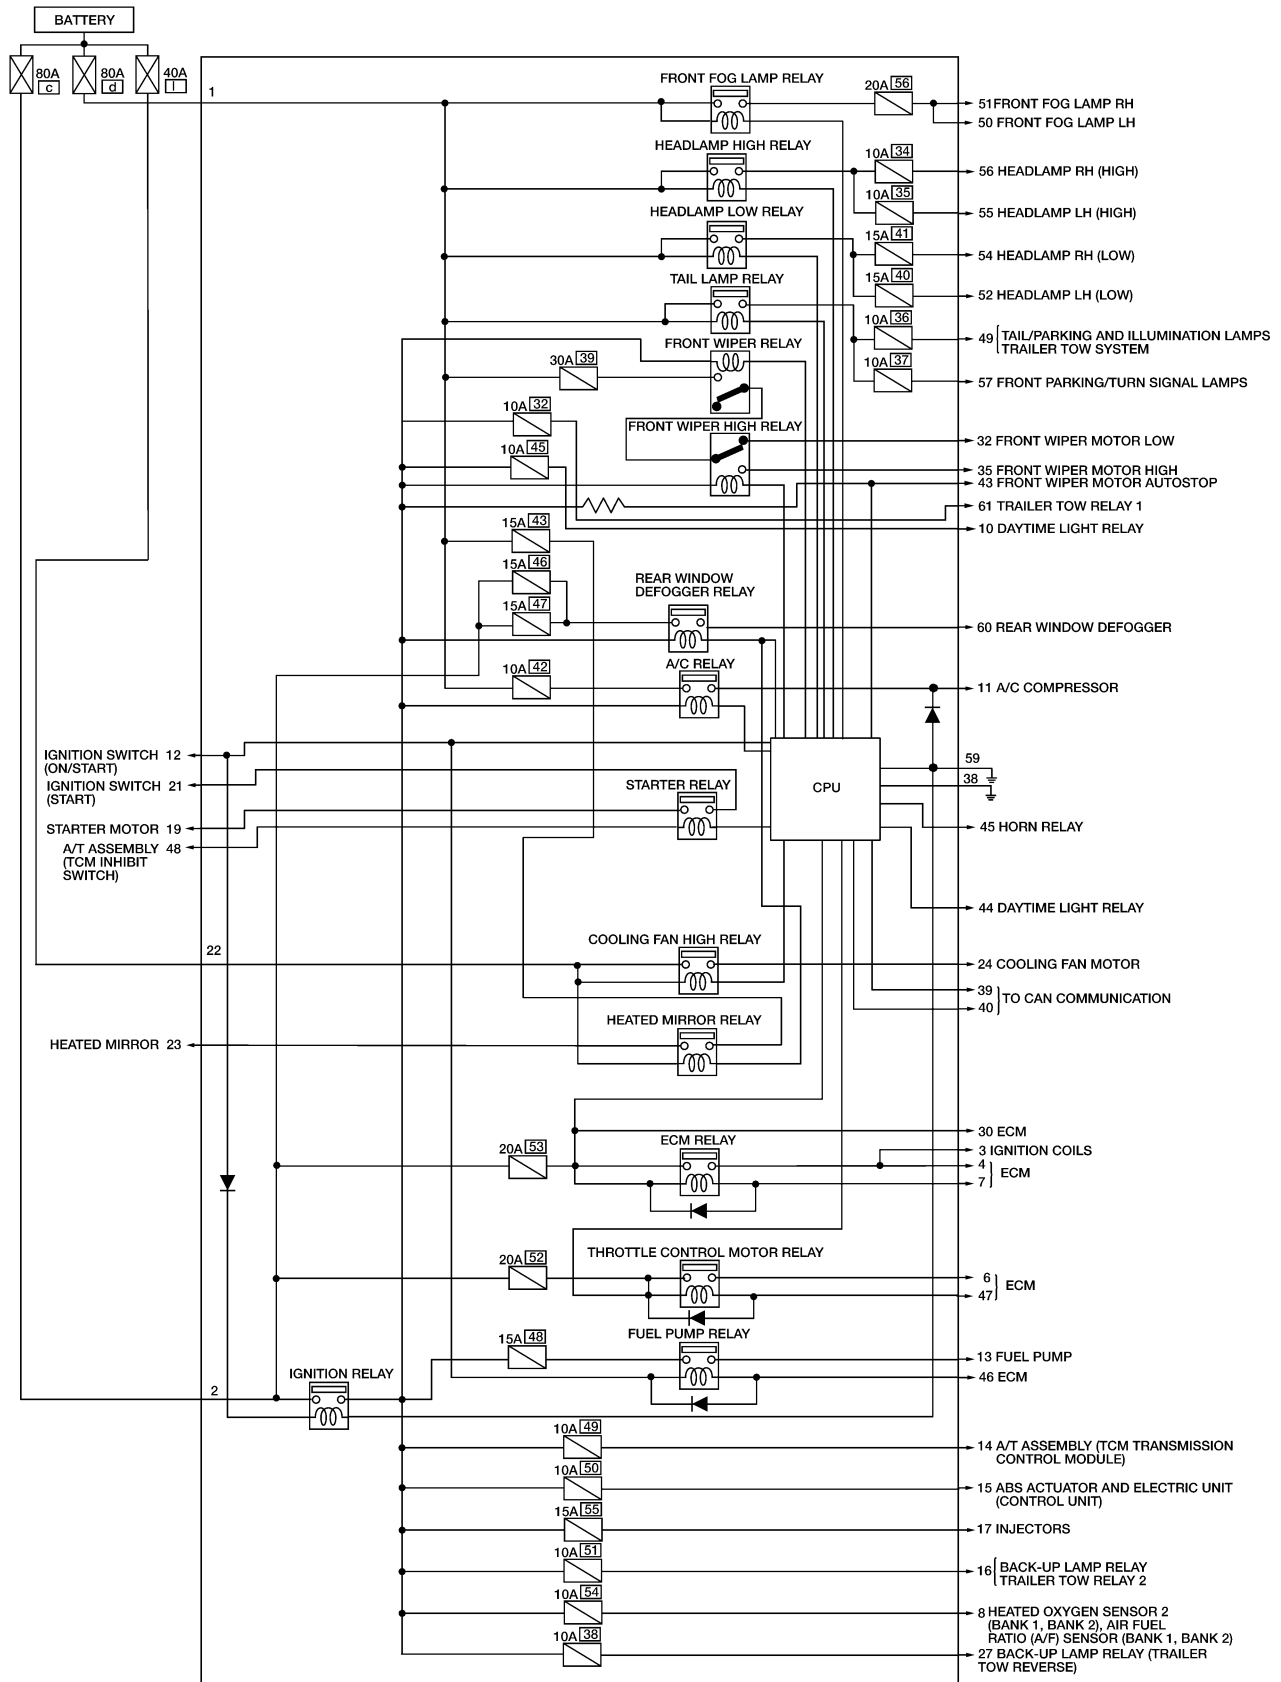 BATTERY
80A c
80A d
40A l
1
FRONT FOG LAMP RELAY
20A 56
51 FRONT FOG LAMP RH
50 FRONT FOG LAMP LH
HEADLAMP HIGH RELAY
10A 34
56 HEADLAMP RH (HIGH)
10A 35
55 HEADLAMP LH (HIGH)
HEADLAMP LOW RELAY
15A 41
54 HEADLAMP RH (LOW)
15A 40
52 HEADLAMP LH (LOW)
TAIL LAMP RELAY
10A 36
49 TAIL/PARKING AND ILLUMINATION LAMPS
TRAILER TOW SYSTEM
FRONT WIPER RELAY
30A 39
10A 37
57 FRONT PARKING/TURN SIGNAL LAMPS
10A 32
FRONT WIPER HIGH RELAY
32 FRONT WIPER MOTOR LOW
10A 45
35 FRONT WIPER MOTOR HIGH
43 FRONT WIPER MOTOR AUTOSTOP
61 TRAILER TOW RELAY 1
15A 43
10 DAYTIME LIGHT RELAY
15A 46
REAR WINDOW
DEFOGGER RELAY
15A 47
60 REAR WINDOW DEFOGGER
10A 42
A/C RELAY
11 A/C COMPRESSOR
IGNITION SWITCH 12
(ON/START)
59
IGNITION SWITCH 21
(START)
STARTER RELAY
CPU
38
STARTER MOTOR 19
45 HORN RELAY
A/T ASSEMBLY 48
(TCM INHIBIT
SWITCH)
44 DAYTIME LIGHT RELAY
22
COOLING FAN HIGH RELAY
24 COOLING FAN MOTOR
39
TO CAN COMMUNICATION
40
HEATED MIRROR RELAY
HEATED MIRROR 23
30 ECM
20A 53
ECM RELAY
3 IGNITION COILS
4
ECM
7
20A 52
THROTTLE CONTROL MOTOR RELAY
6
ECM
47
15A 48
FUEL PUMP RELAY
13 FUEL PUMP
46 ECM
IGNITION RELAY
2
10A 49
14 A/T ASSEMBLY (TCM TRANSMISSION
CONTROL MODULE)
10A 50
15 ABS ACTUATOR AND ELECTRIC UNIT
(CONTROL UNIT)
15A 55
17 INJECTORS
10A 51
16 BACK-UP LAMP RELAY
TRAILER TOW RELAY 2
10A 54
8 HEATED OXYGEN SENSOR 2
(BANK 1, BANK 2), AIR FUEL
RATIO (A/F) SENSOR (BANK 1, BANK 2)
10A 38
27 BACK-UP LAMP RELAY (TRAILER
TOW REVERSE)